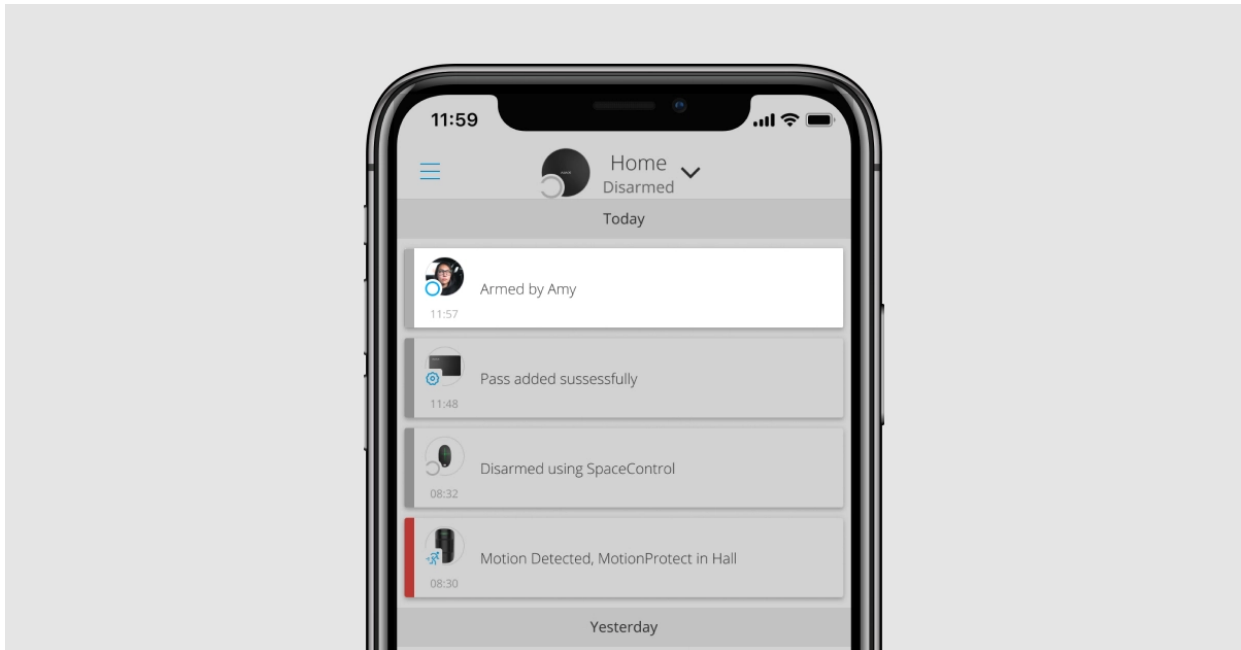 11:59
Home
Disarmed
Today
Armed by Amy
11:57
Pass added sussessfully
11:48
Disarmed using SpaceControl
08:32
Motion Detected, MotionProtect in Hall
08:30
Yesterday